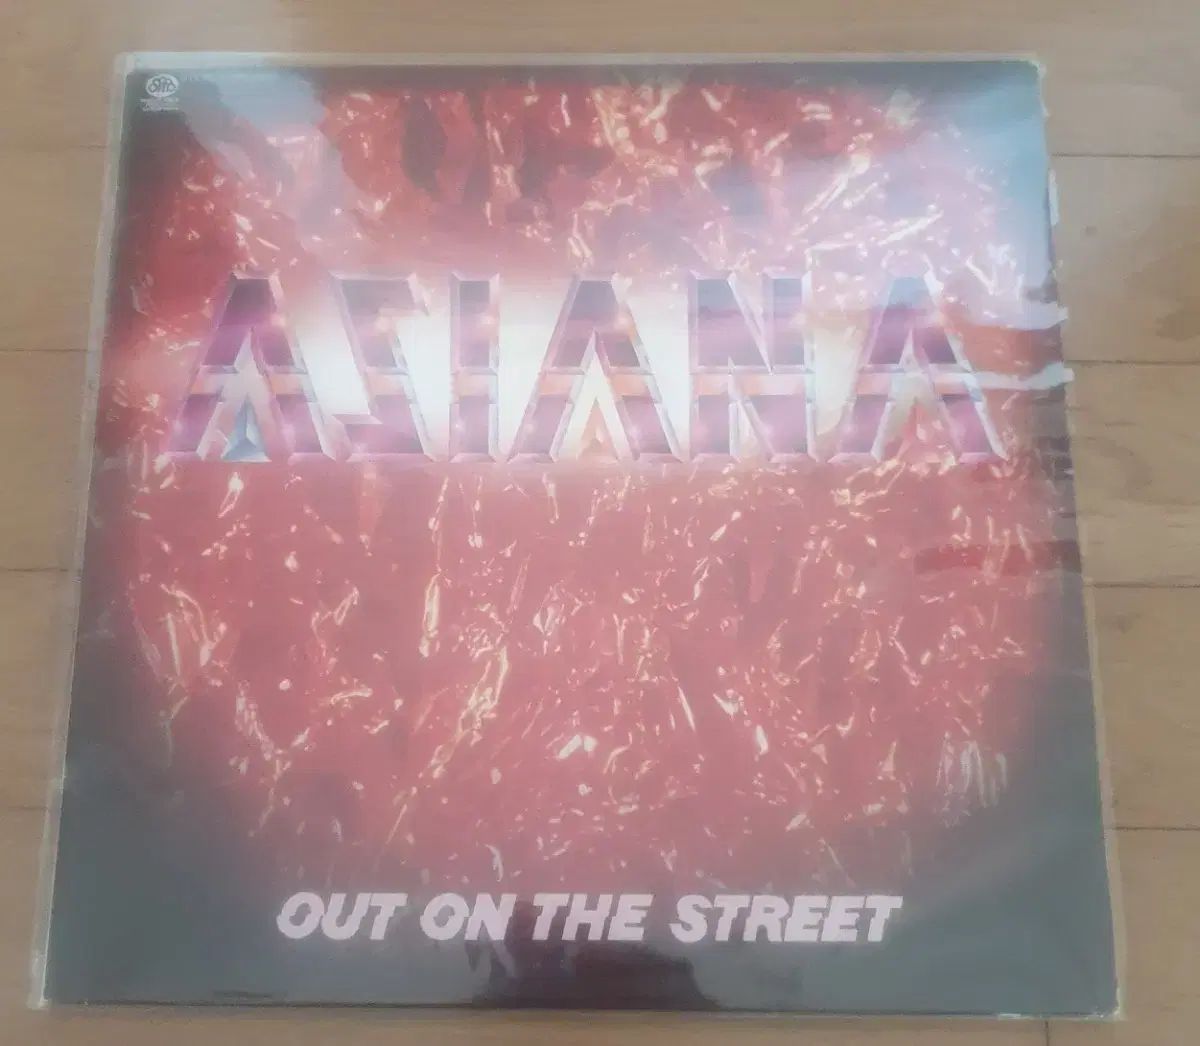 ASIANA
OUT ON THE STREET